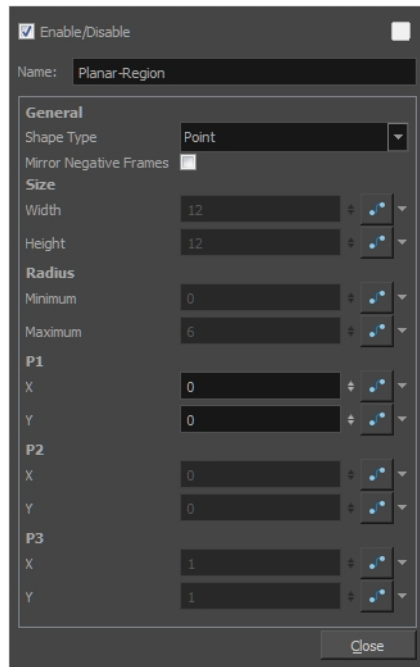 Enable/Disable
Name: Planar-Region
General
Shape Type Point
Mirror Negative Frames
Size
Width 12
Height 12
Radius
Minimum 0
Maximum 6
P1
X 0
Y 0
P2
X 0
Y 0
P3
X 1
Y 1
Close